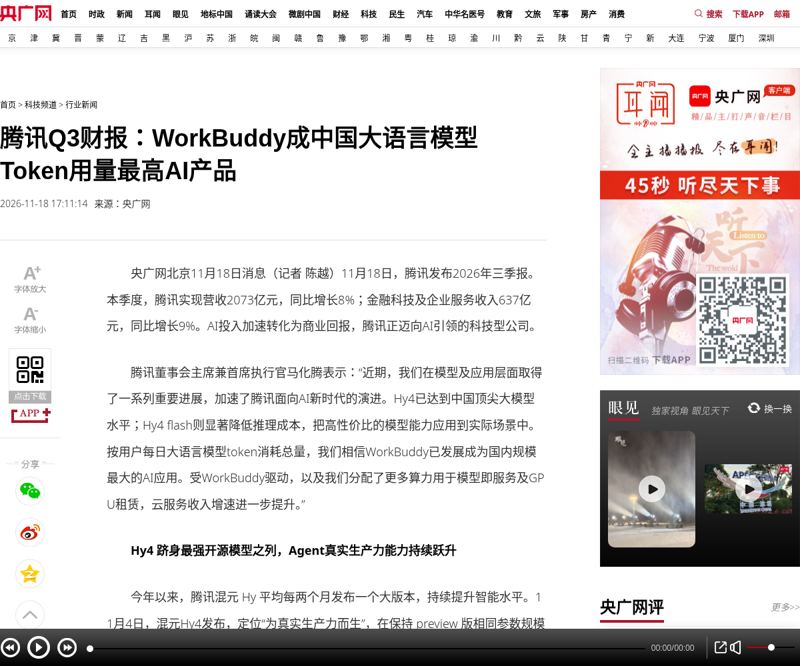 央广网 首页 时政 新闻 耳闻 眼见 地标中国 诵读大会 微剧中国 财经 科技 民生 汽车 中华名医号 教育 文旅 军事 房产 消费 搜索 下载APP 邮箱
京 津 冀 晋 蒙 辽 吉 黑 沪 苏 浙 皖 闽 赣 鲁 豫 鄂 湘 粤 桂 琼 渝 川 黔 云 陕 甘 青 宁 新 大连 宁波 厦门 深圳
首页 > 科技频道 > 行业新闻
腾讯Q3财报：WorkBuddy成中国大语言模型
Token用量最高AI产品
2026-11-18 17:11:14 来源：央广网
A+
字体放大
A-
字体缩小
点击下载
APP
分享
央广网北京11月18日消息（记者 陈越）11月18日，腾讯发布2026年三季报。
本季度，腾讯实现营收2073亿元，同比增长8%；金融科技及企业服务收入637亿
元，同比增长9%。AI投入加速转化为商业回报，腾讯正迈向AI引领的科技型公司。
腾讯董事会主席兼首席执行官马化腾表示：“近期，我们在模型及应用层面取得
了一系列重要进展，加速了腾讯面向AI新时代的演进。Hy4已达到中国顶尖大模型
水平；Hy4 flash则显著降低推理成本，把高性价比的模型能力应用到实际场景中。
按用户每日大语言模型token消耗总量，我们相信WorkBuddy已发展成为国内规模
最大的AI应用。受WorkBuddy驱动，以及我们分配了更多算力用于模型即服务及GP
U租赁，云服务收入增速进一步提升。”
Hy4 跻身最强开源模型之列，Agent真实生产力能力持续跃升
今年以来，腾讯混元 Hy 平均每两个月发布一个大版本，持续提升智能水平。1
1月4日，混元Hy4发布，定位“为真实生产力而生”，在保持 preview 版相同参数规模
央广网
耳闻
央广网 央广网 客户端
精/品/主/打/声/音/栏/目
全主播播报 尽在耳闻!
45秒 听尽天下事
听天下
Listen to
The world
央广网
扫描二维码 下载APP
眼见 独家视角 眼见天下 换一换
央广网评 更多>>
00:00/00:00